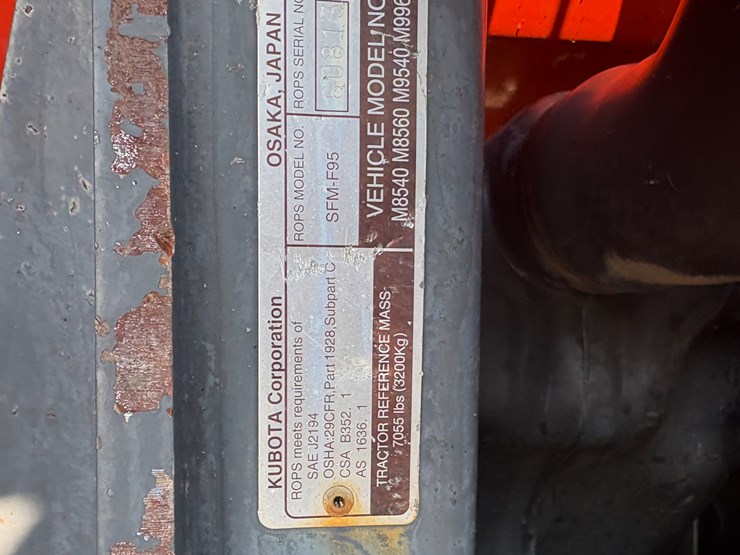 KUBOTA Corporation OSAKA, JAPAN
ROPS meets requirements of
SAE J2194
OSHA:29CFR,Part 1928,Subpart C
CSA B352. 1
AS 1636. 1
ROPS MODEL NO.
SFM-F95
ROPS SERIAL NO
TRACTOR REFERENCE MASS
7055 lbs (3200Kg)
VEHICLE MODEL NO
M8540 M8560 M9540 M996